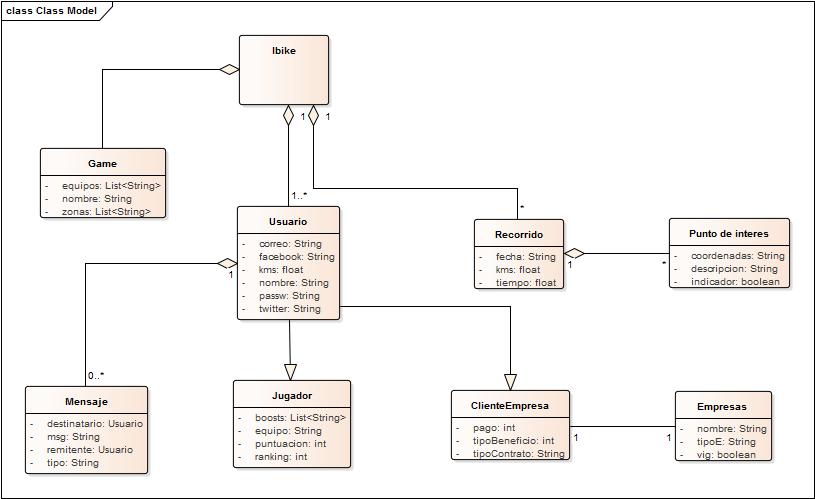 class Class Model
Ibike
1
1
Game
- equipos: List<String>
- nombre: String
- zonas: List<String>
1..*
*
Usuario
- correo: String
- facebook: String
- kms: float
- nombre: String
- passw: String
- twitter: String
1
Recorrido
- fecha: String
- kms: float
- tiempo: float
1
*
Punto de interes
- coordenadas: String
- descripcion: String
- indicador: boolean
0..*
Mensaje
- destinatario: Usuario
- msg: String
- remitente: Usuario
- tipo: String
Jugador
- boosts: List<String>
- equipo: String
- puntuacion: int
- ranking: int
ClienteEmpresa
- pago: int
- tipoBeneficio: int
- tipoContrato: String
1
1
Empresas
- nombre: String
- tipoE: String
- vig: boolean